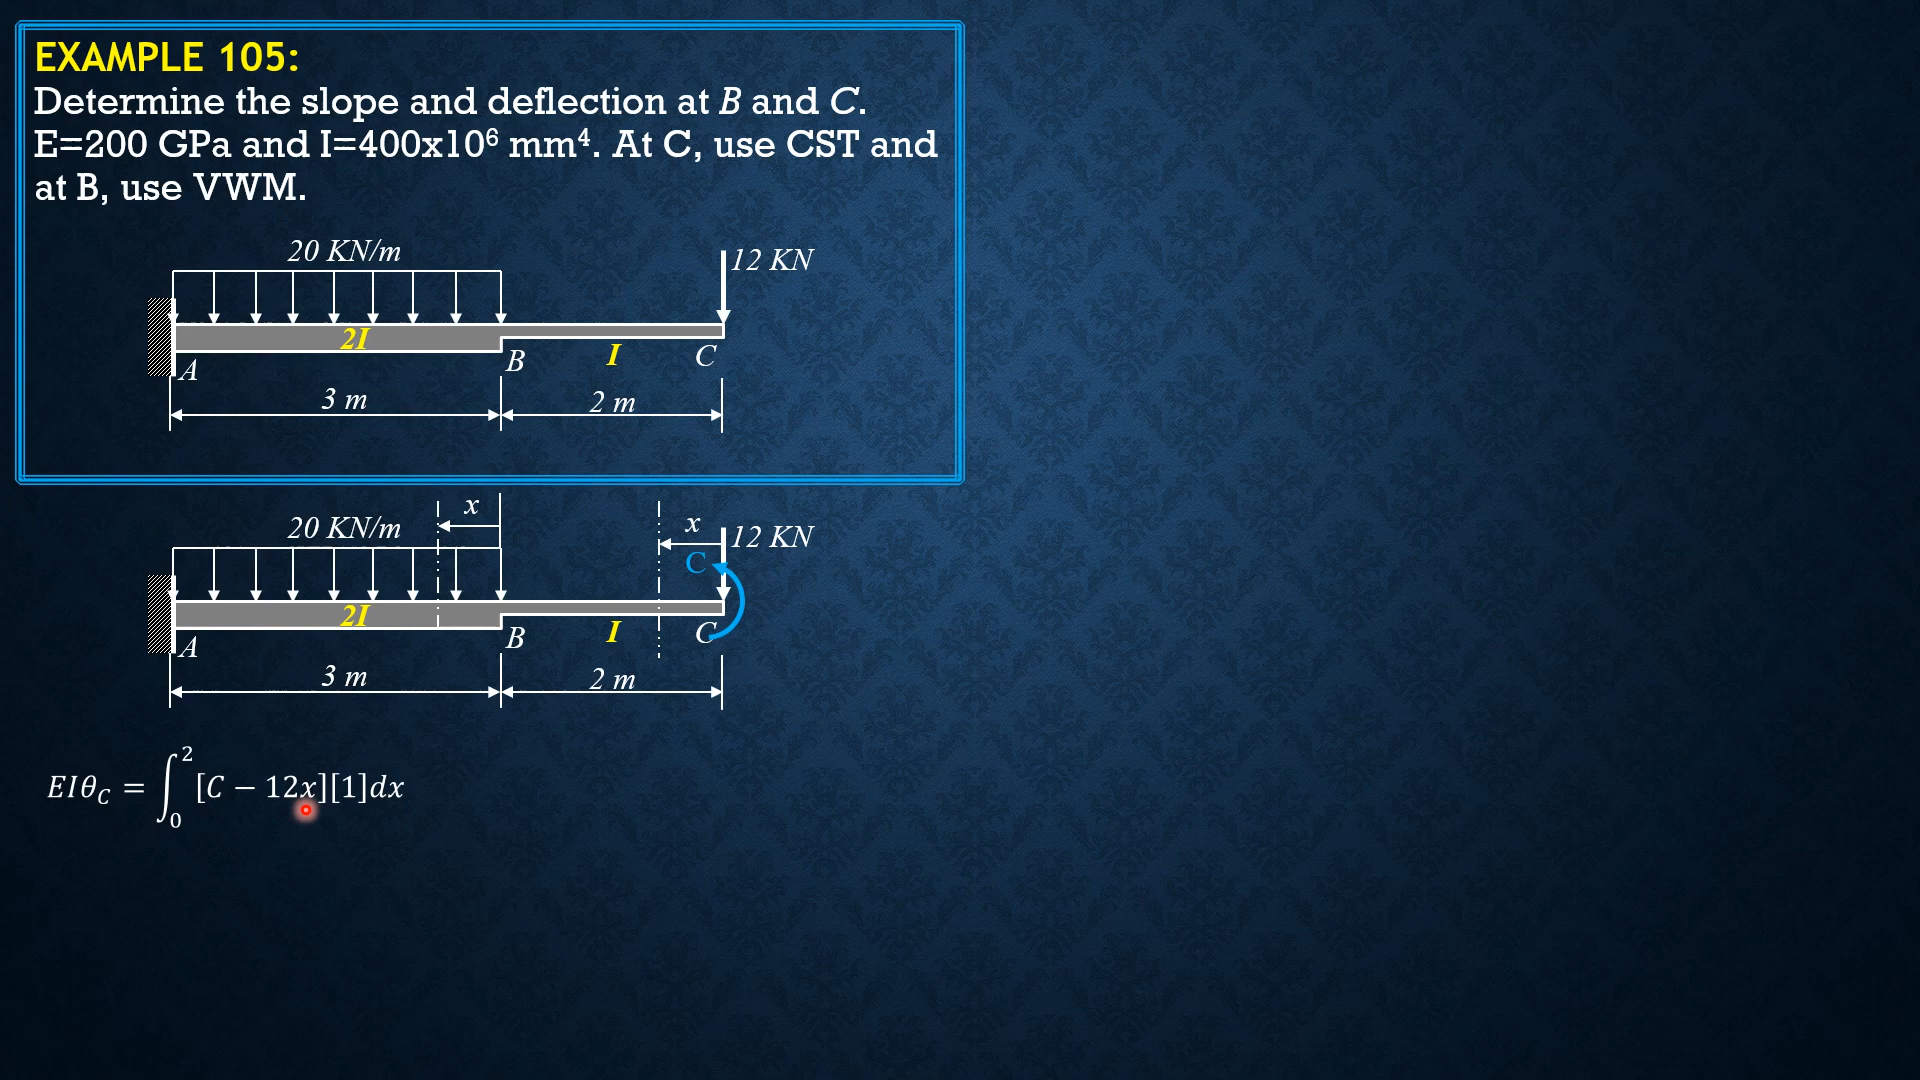 EXAMPLE 105:
Determine the slope and deflection at B and C.
E=200 GPa and I=400x10⁶ mm⁴. At C, use CST and
at B, use VWM.
20 KN/m
12 KN
2I
A
B
I
C
3 m
2 m
x
20 KN/m
x
12 KN
C
2I
A
B
I
C
3 m
2 m
EIθ_C = ∫₀² [C − 12x][1]dx